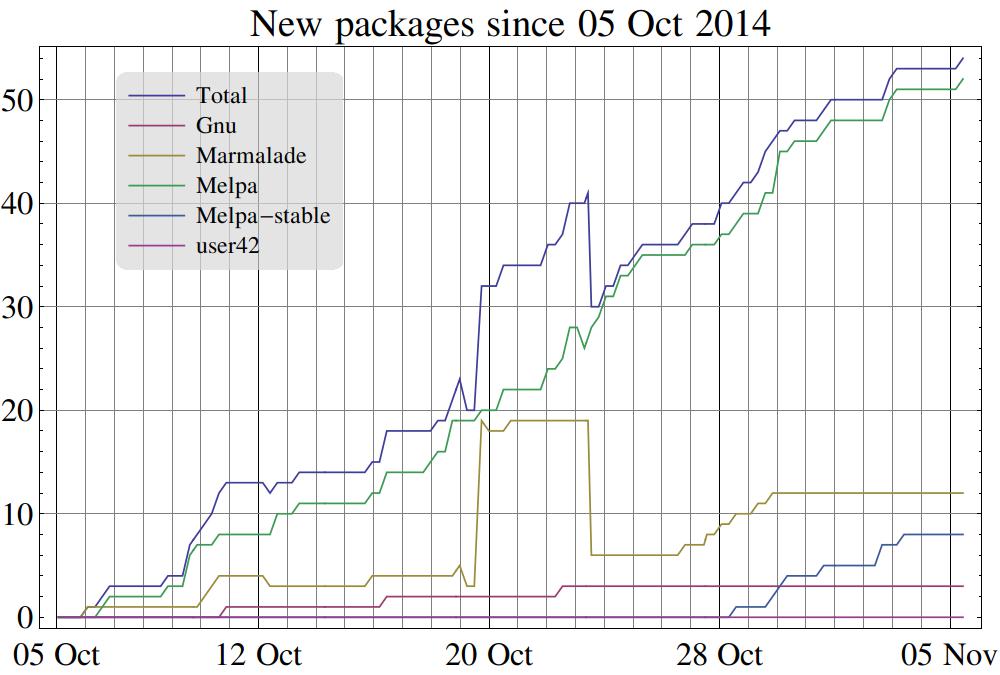 New packages since 05 Oct 2014
Total
Gnu
Marmalade
Melpa
Melpa-stable
user42
50
40
30
20
10
0
05 Oct 12 Oct 20 Oct 28 Oct 05 Nov